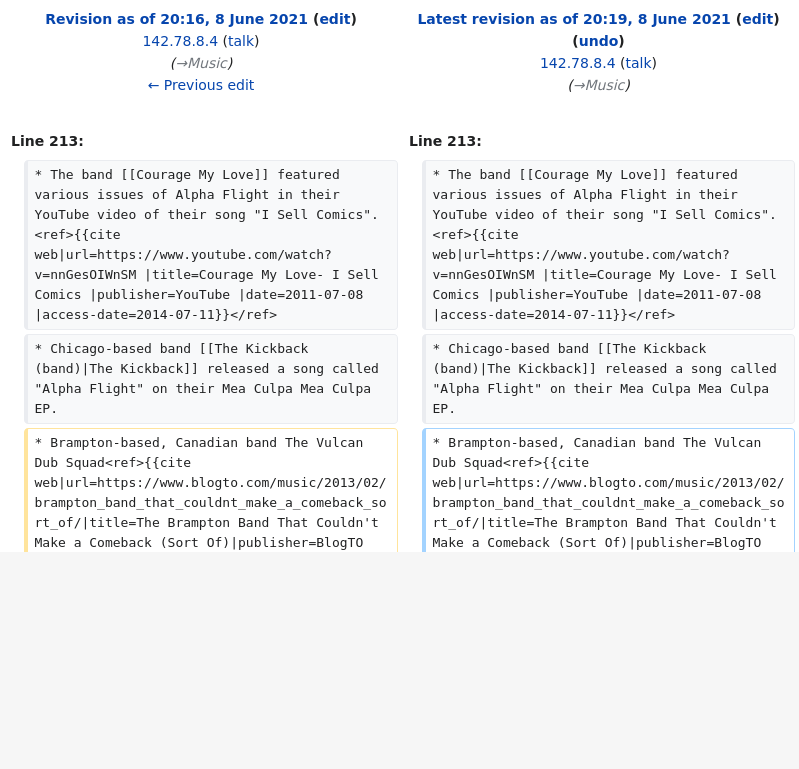 Revision as of 20:16, 8 June 2021 (edit)
142.78.8.4 (talk)
(→Music)
← Previous edit
Latest revision as of 20:19, 8 June 2021 (edit)
(undo)
142.78.8.4 (talk)
(→Music)
Line 213:
* The band [[Courage My Love]] featured
various issues of Alpha Flight in their
YouTube video of their song "I Sell Comics".
<ref>{{cite
web|url=https://www.youtube.com/watch?
v=nnGesOIWnSM |title=Courage My Love- I Sell
Comics |publisher=YouTube |date=2011-07-08
|access-date=2014-07-11}}</ref>
* Chicago-based band [[The Kickback
(band)|The Kickback]] released a song called
"Alpha Flight" on their Mea Culpa Mea Culpa
EP.
* Brampton-based, Canadian band The Vulcan
Dub Squad<ref>{{cite
web|url=https://www.blogto.com/music/2013/02/
brampton_band_that_couldnt_make_a_comeback_so
rt_of/|title=The Brampton Band That Couldn't
Make a Comeback (Sort Of)|publisher=BlogTO
Line 213:
* The band [[Courage My Love]] featured
various issues of Alpha Flight in their
YouTube video of their song "I Sell Comics".
<ref>{{cite
web|url=https://www.youtube.com/watch?
v=nnGesOIWnSM |title=Courage My Love- I Sell
Comics |publisher=YouTube |date=2011-07-08
|access-date=2014-07-11}}</ref>
* Chicago-based band [[The Kickback
(band)|The Kickback]] released a song called
"Alpha Flight" on their Mea Culpa Mea Culpa
EP.
* Brampton-based, Canadian band The Vulcan
Dub Squad<ref>{{cite
web|url=https://www.blogto.com/music/2013/02/
brampton_band_that_couldnt_make_a_comeback_so
rt_of/|title=The Brampton Band That Couldn't
Make a Comeback (Sort Of)|publisher=BlogTO